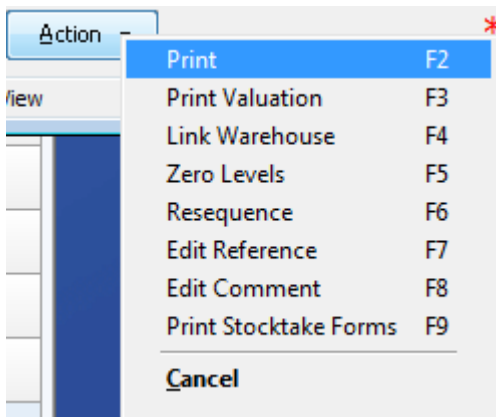 Action
Print F2
View
Print Valuation F3
Link Warehouse F4
Zero Levels F5
Resequence F6
Edit Reference F7
Edit Comment F8
Print Stocktake Forms F9
Cancel